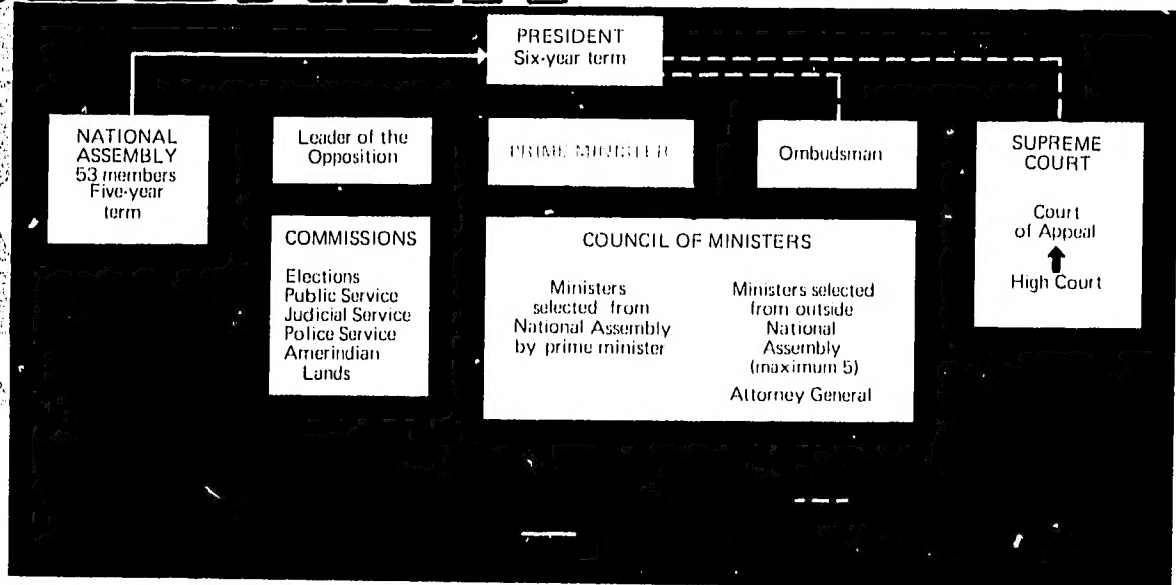 PRESIDENT
Six-year term
NATIONAL
ASSEMBLY
53 members
Five-year
term
Leader of the
Opposition
PRIME MINISTER
Ombudsman
SUPREME
COURT
Court
of Appeal
High Court
COMMISSIONS
Elections
Public Service
Judicial Service
Police Service
Amerindian
Lands
COUNCIL OF MINISTERS
Ministers
selected from
National Assembly
by prime minister
Ministers selected
from outside
National
Assembly
(maximum 5)
Attorney General